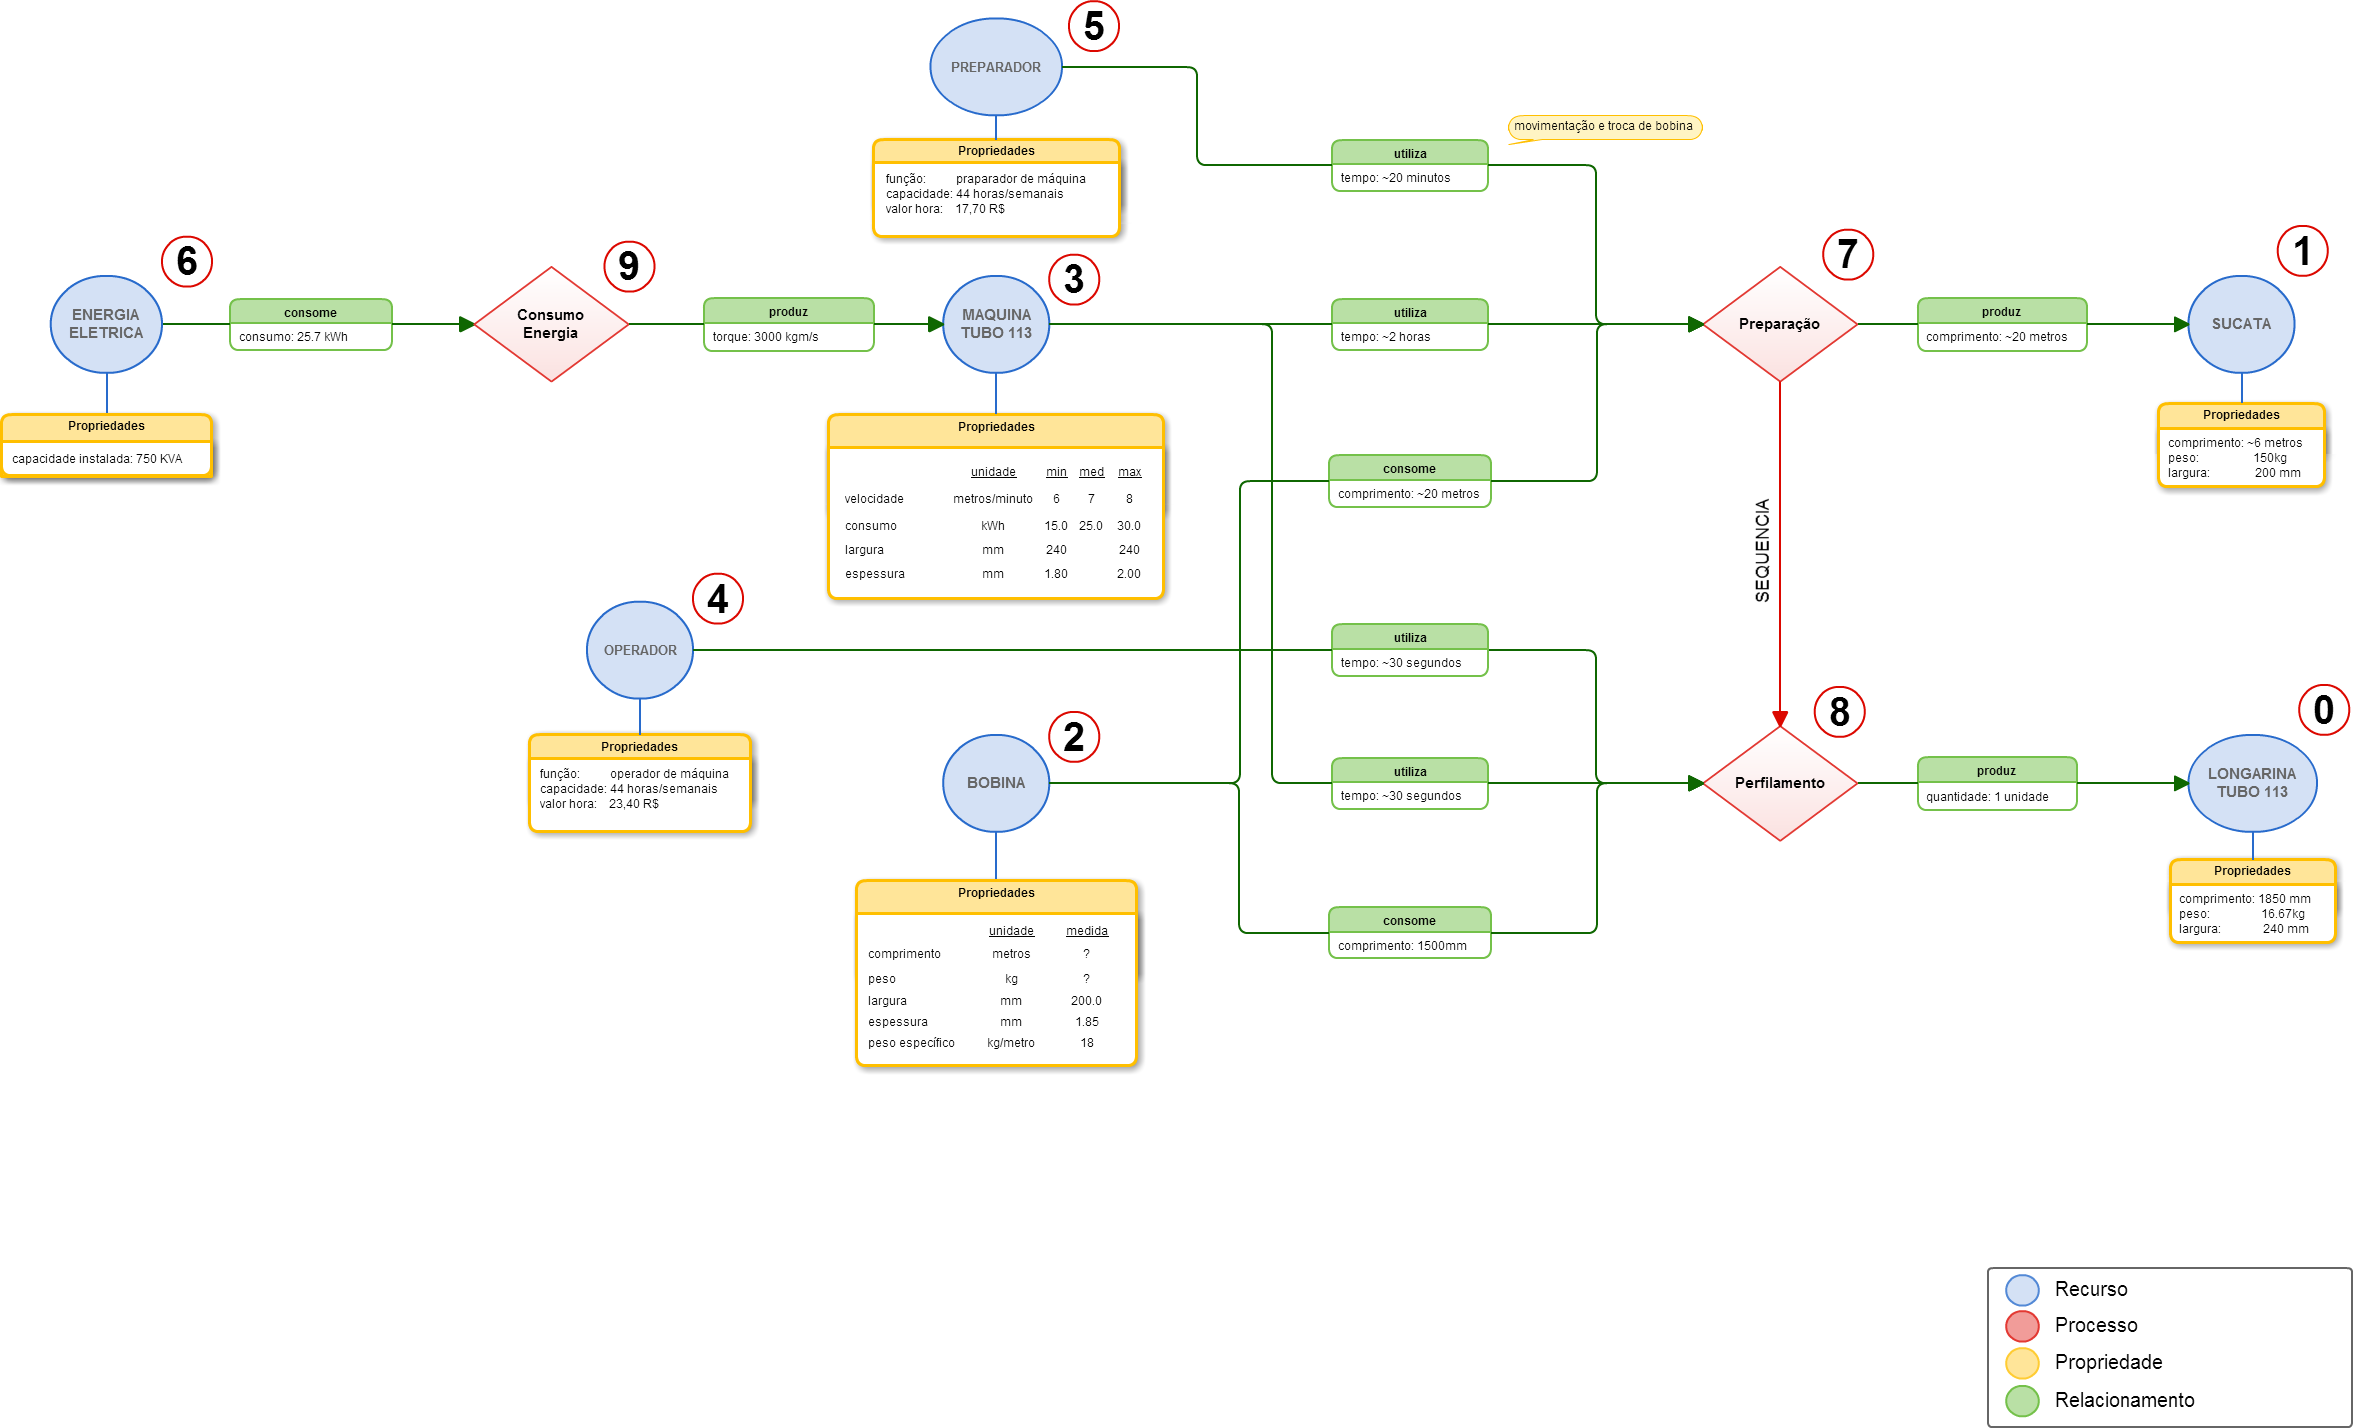 5
PREPARADOR
Propriedades
função: praparador de máquina
capacidade: 44 horas/semanais
valor hora: 17,70 R$
movimentação e troca de bobina
utiliza
tempo: ~20 minutos
6
ENERGIA
ELETRICA
Propriedades
capacidade instalada: 750 KVA
consome
consumo: 25.7 kWh
9
Consumo
Energia
produz
torque: 3000 kgm/s
3
MAQUINA
TUBO 113
Propriedades
unidade min med max
velocidade metros/minuto 6 7 8
consumo kWh 15.0 25.0 30.0
largura mm 240 240
espessura mm 1.80 2.00
utiliza
tempo: ~2 horas
consome
comprimento: ~20 metros
7
Preparação
produz
comprimento: ~20 metros
1
SUCATA
Propriedades
comprimento: ~6 metros
peso: 150kg
largura: 200 mm
SEQUENCIA
4
OPERADOR
Propriedades
função: operador de máquina
capacidade: 44 horas/semanais
valor hora: 23,40 R$
utiliza
tempo: ~30 segundos
2
BOBINA
Propriedades
unidade medida
comprimento metros ?
peso kg ?
largura mm 200.0
espessura mm 1.85
peso específico kg/metro 18
utiliza
tempo: ~30 segundos
consome
comprimento: 1500mm
8
Perfilamento
produz
quantidade: 1 unidade
0
LONGARINA
TUBO 113
Propriedades
comprimento: 1850 mm
peso: 16.67kg
largura: 240 mm
Recurso
Processo
Propriedade
Relacionamento